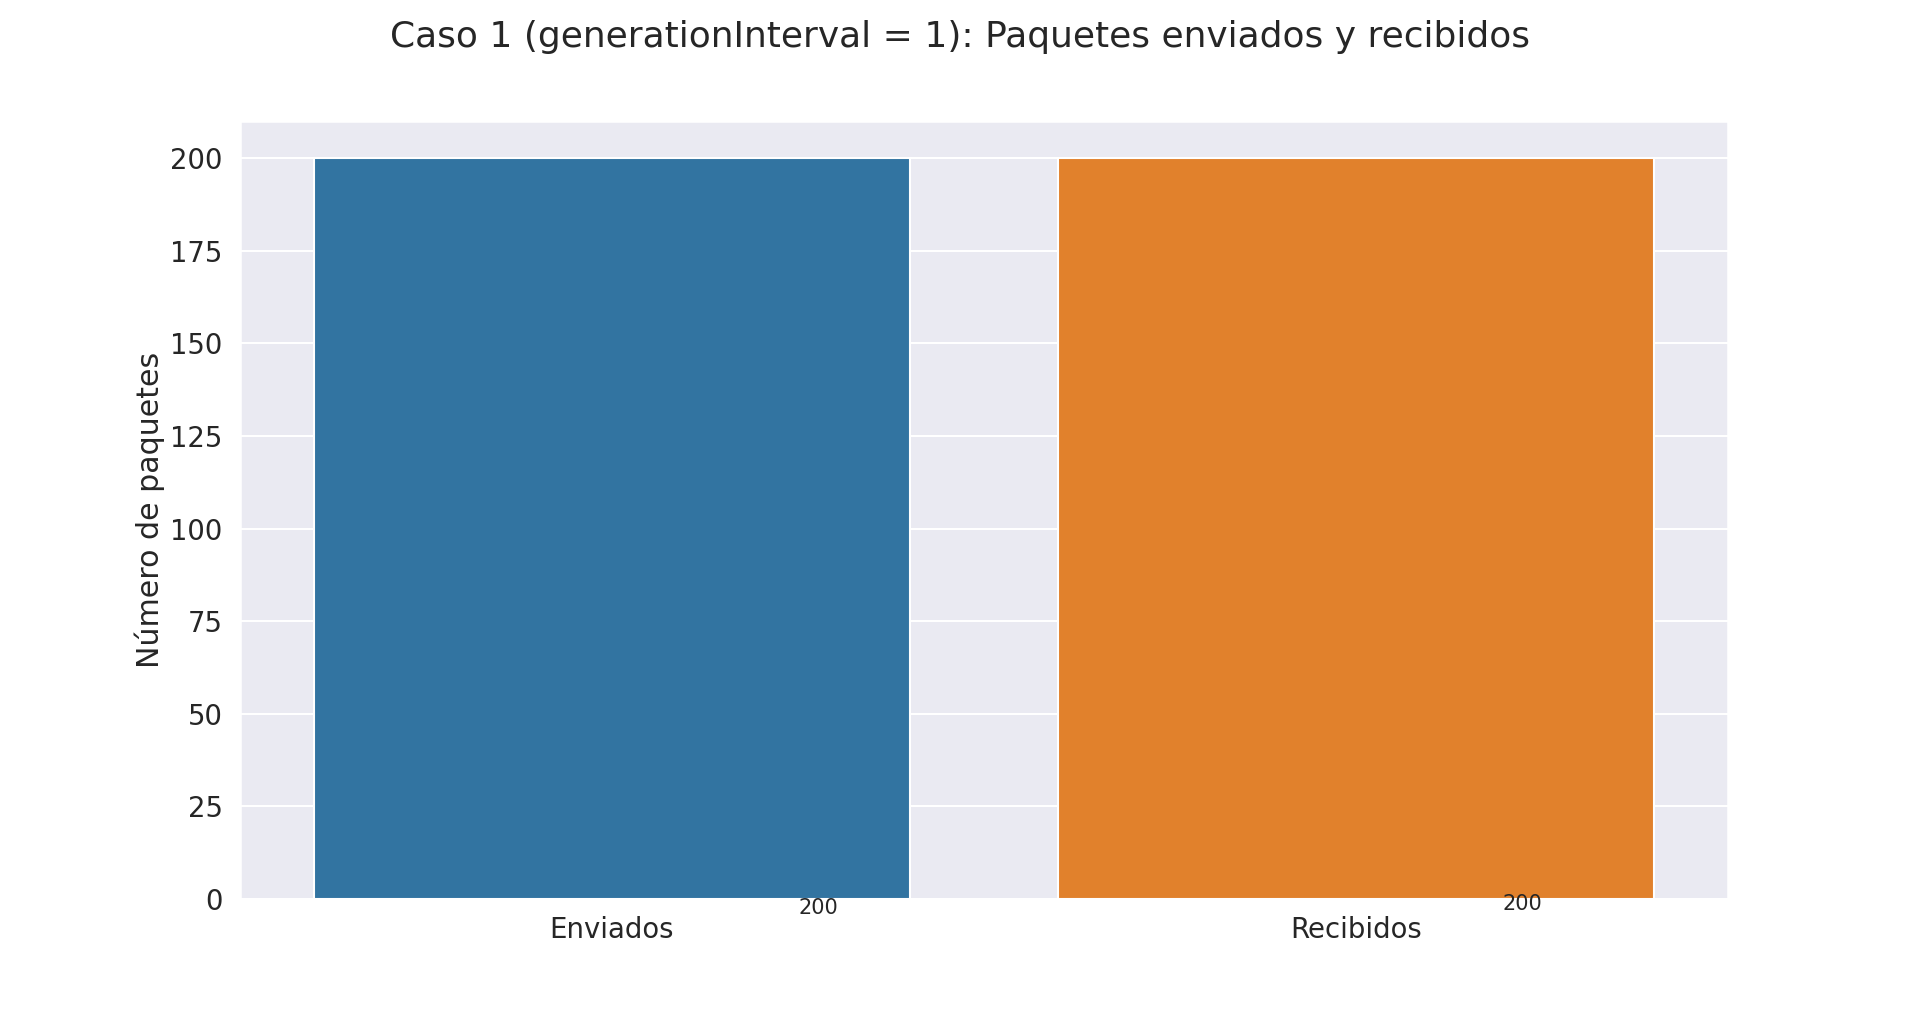 Caso 1 (generationInterval = 1): Paquetes enviados y recibidos
Número de paquetes
200
175
150
125
100
75
50
25
0
200
200
Enviados
Recibidos